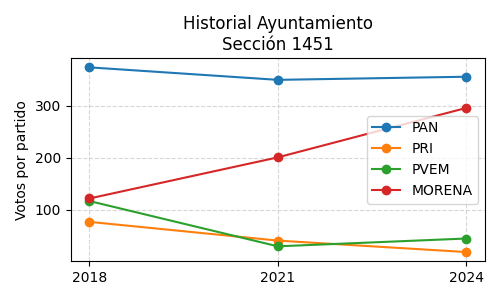 Historial Ayuntamiento
Sección 1451
Votos por partido
300
200
100
PAN
PRI
PVEM
MORENA
2018
2021
2024